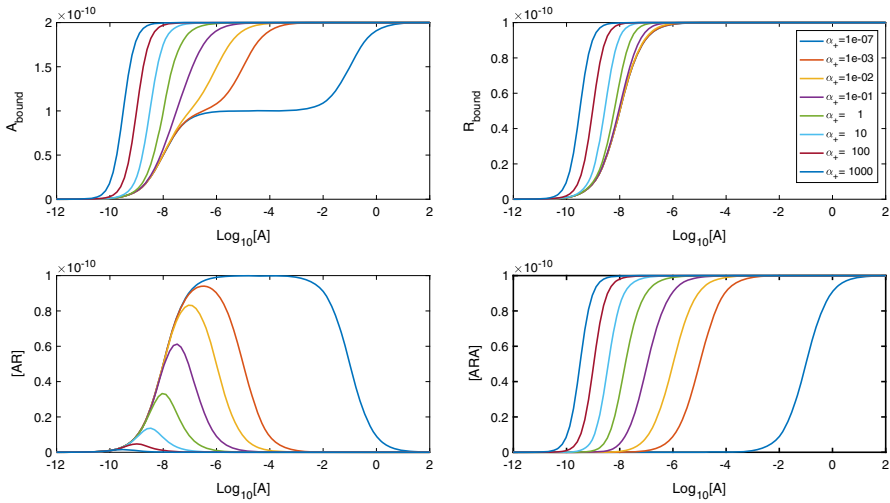 ×10⁻¹⁰
2
1.5
1
0.5
0
A_bound
-12 -10 -8 -6 -4 -2 0 2
Log₁₀[A]
×10⁻¹⁰
1
0.8
0.6
0.4
0.2
0
R_bound
-12 -10 -8 -6 -4 -2 0 2
Log₁₀[A]
α₊=1e-07
α₊=1e-03
α₊=1e-02
α₊=1e-01
α₊= 1
α₊= 10
α₊= 100
α₊= 1000
×10⁻¹⁰
1
0.8
0.6
0.4
0.2
0
[AR]
-12 -10 -8 -6 -4 -2 0 2
Log₁₀[A]
×10⁻¹⁰
1
0.8
0.6
0.4
0.2
0
[ARA]
-12 -10 -8 -6 -4 -2 0 2
Log₁₀[A]